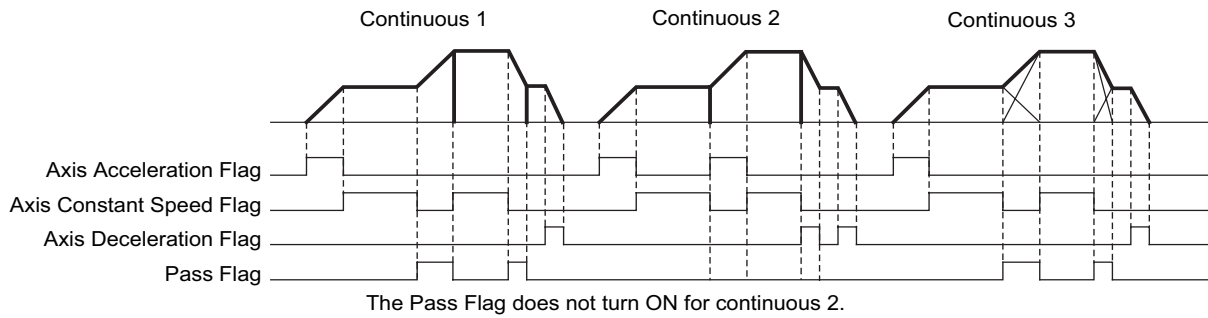 Continuous 1
Continuous 2
Continuous 3
Axis Acceleration Flag
Axis Constant Speed Flag
Axis Deceleration Flag
Pass Flag
The Pass Flag does not turn ON for continuous 2.